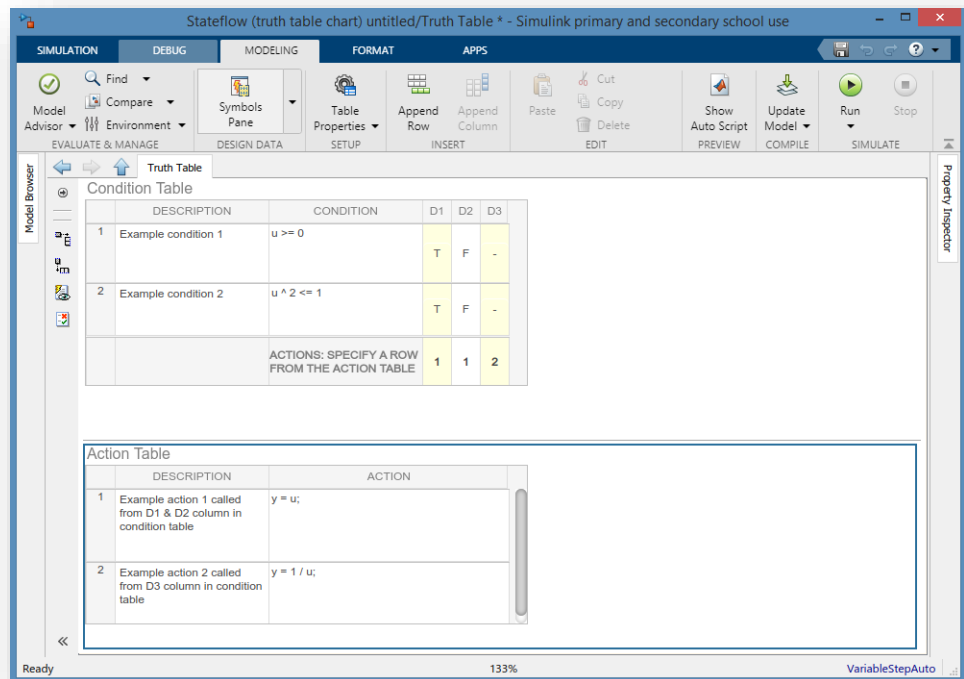 Stateflow (truth table chart) untitled/Truth Table * - Simulink primary and secondary school use
SIMULATION DEBUG MODELING FORMAT APPS
?
Model Advisor
Find
Compare
Environment
EVALUATE & MANAGE
Symbols Pane
DESIGN DATA
Table Properties
SETUP
Append Row
Append Column
INSERT
Paste
Cut
Copy
Delete
EDIT
Show Auto Script
PREVIEW
Update Model
COMPILE
Run
Stop
SIMULATE
Model Browser
Truth Table
Property Inspector
Condition Table
DESCRIPTION CONDITION D1 D2 D3
1 Example condition 1 u >= 0 T F -
2 Example condition 2 u ^ 2 <= 1 T F -
ACTIONS: SPECIFY A ROW
FROM THE ACTION TABLE 1 1 2
Action Table
DESCRIPTION ACTION
1 Example action 1 called y = u;
from D1 & D2 column in
condition table
2 Example action 2 called y = 1 / u;
from D3 column in condition
table
Ready 133% VariableStepAuto